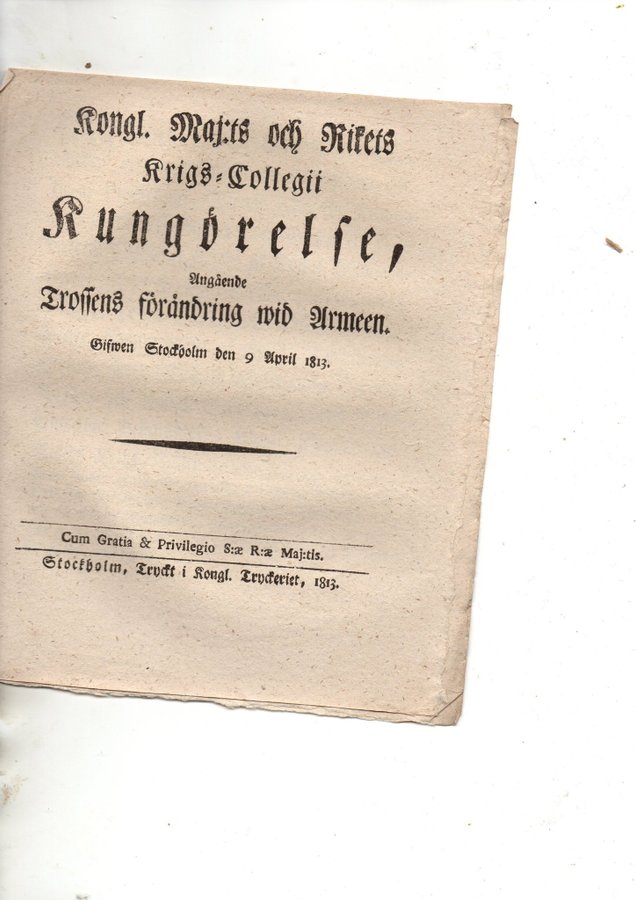 Kongl. Maj:ts och Rikets
Krigs-Collegii
Kungörelse,
Angående
Trossens förändring wid Armeen.
Gifwen Stockholm den 9 April 1813.
Cum Gratia & Privilegio S:æ R:æ Maj:tis.
Stockholm, Tryckt i Kongl. Tryckeriet, 1813.